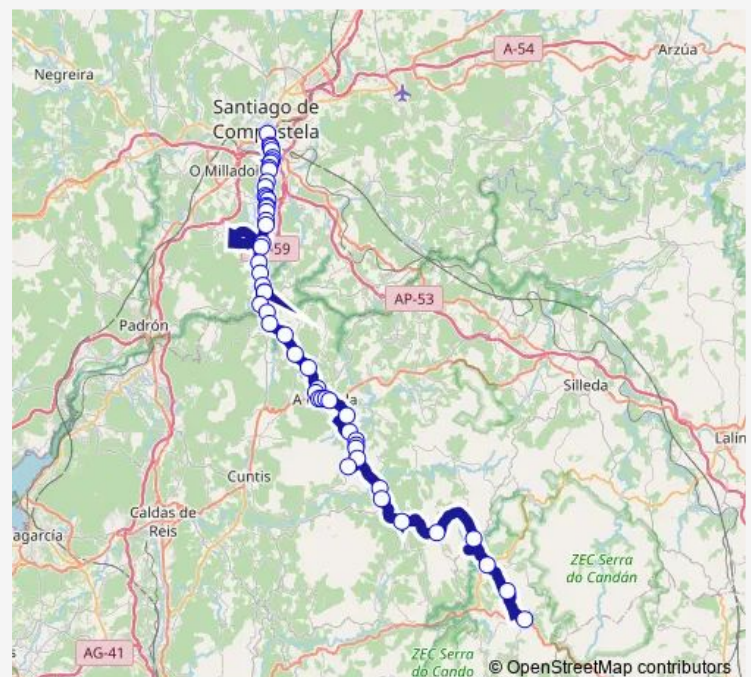 A-54
Arzúa
Negreira
Santiago de
Compostela
O Millado
59
AP-53
Padrón
Silleda
A
Lalín
Cuntis
Caldas de
Reis
agarcía
ZEC Serra
do Candán
AG-41
ZEC Serra
do Cando
© OpenStreetMap contributors